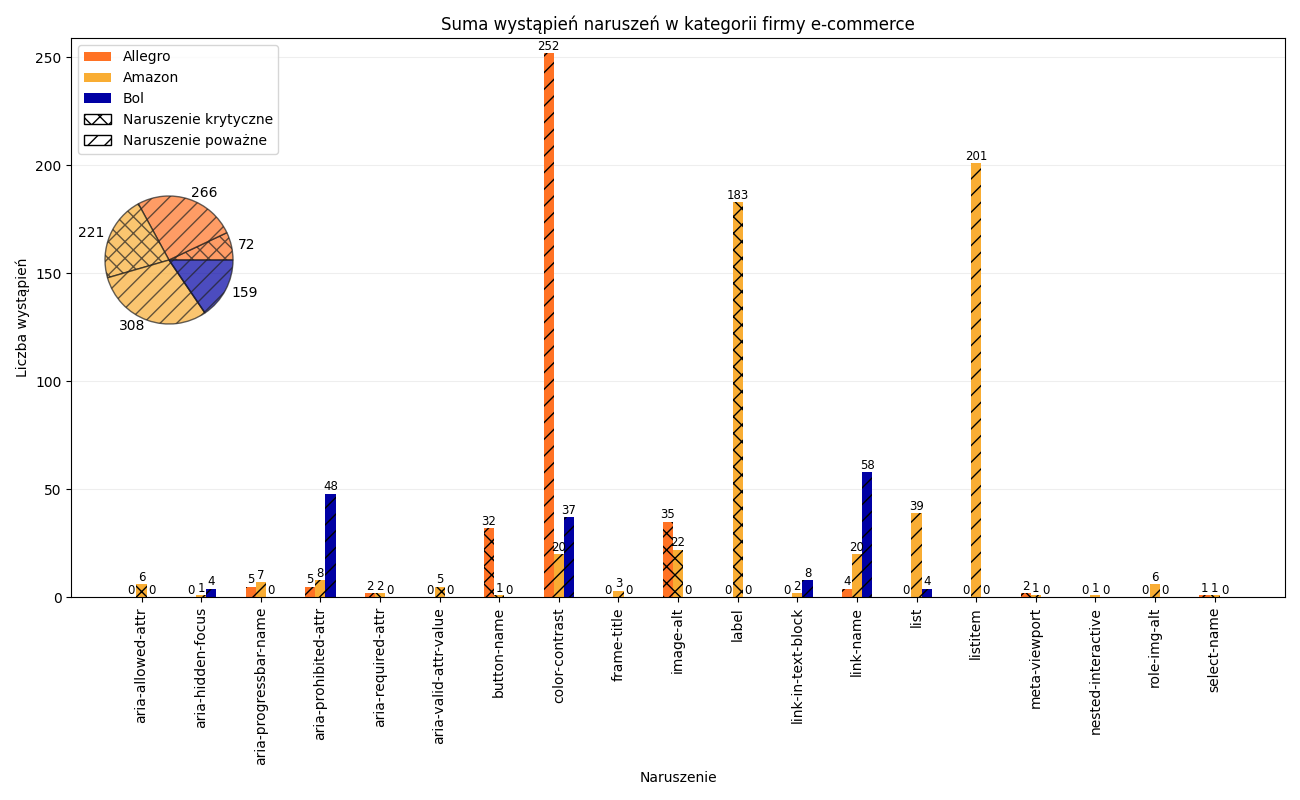 Suma wystąpień naruszeń w kategorii firmy e-commerce
Liczba wystąpień
250
200
150
100
50
0
Allegro
Amazon
Bol
Naruszenie krytyczne
Naruszenie poważne
266
221
72
159
308
0 6 0
0 1 4
5 7 0
5 8 48
2 2 0
0 5 0
32 1 0
252 20 37
0 3 0
35 22 0
0 183 0
0 2 8
4 20 58
0 39 4
0 201 0
2 1 0
0 1 0
0 6 0
1 1 0
aria-allowed-attr
aria-hidden-focus
aria-progressbar-name
aria-prohibited-attr
aria-required-attr
aria-valid-attr-value
button-name
color-contrast
frame-title
image-alt
label
link-in-text-block
link-name
list
listitem
meta-viewport
nested-interactive
role-img-alt
select-name
Naruszenie